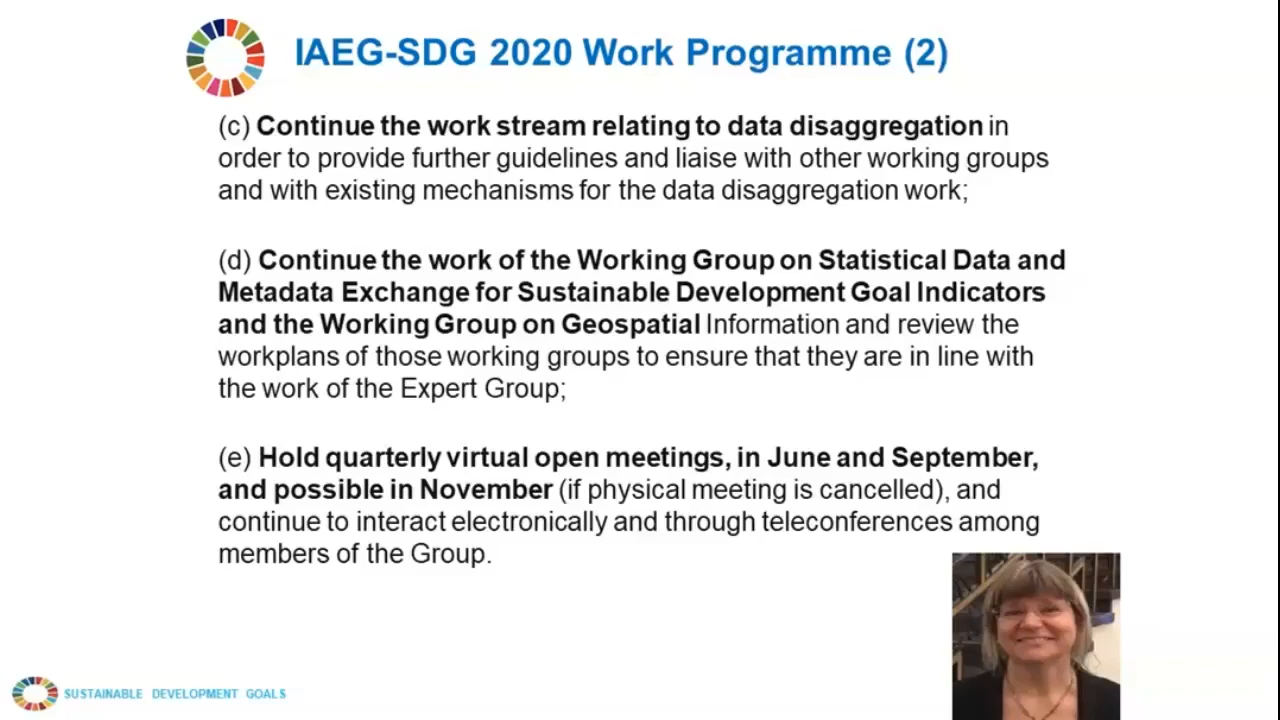 IAEG-SDG 2020 Work Programme (2)
(c) Continue the work stream relating to data disaggregation in
order to provide further guidelines and liaise with other working groups
and with existing mechanisms for the data disaggregation work;
(d) Continue the work of the Working Group on Statistical Data and
Metadata Exchange for Sustainable Development Goal Indicators
and the Working Group on Geospatial Information and review the
workplans of those working groups to ensure that they are in line with
the work of the Expert Group;
(e) Hold quarterly virtual open meetings, in June and September,
and possible in November (if physical meeting is cancelled), and
continue to interact electronically and through teleconferences among
members of the Group.
SUSTAINABLE DEVELOPMENT GOALS